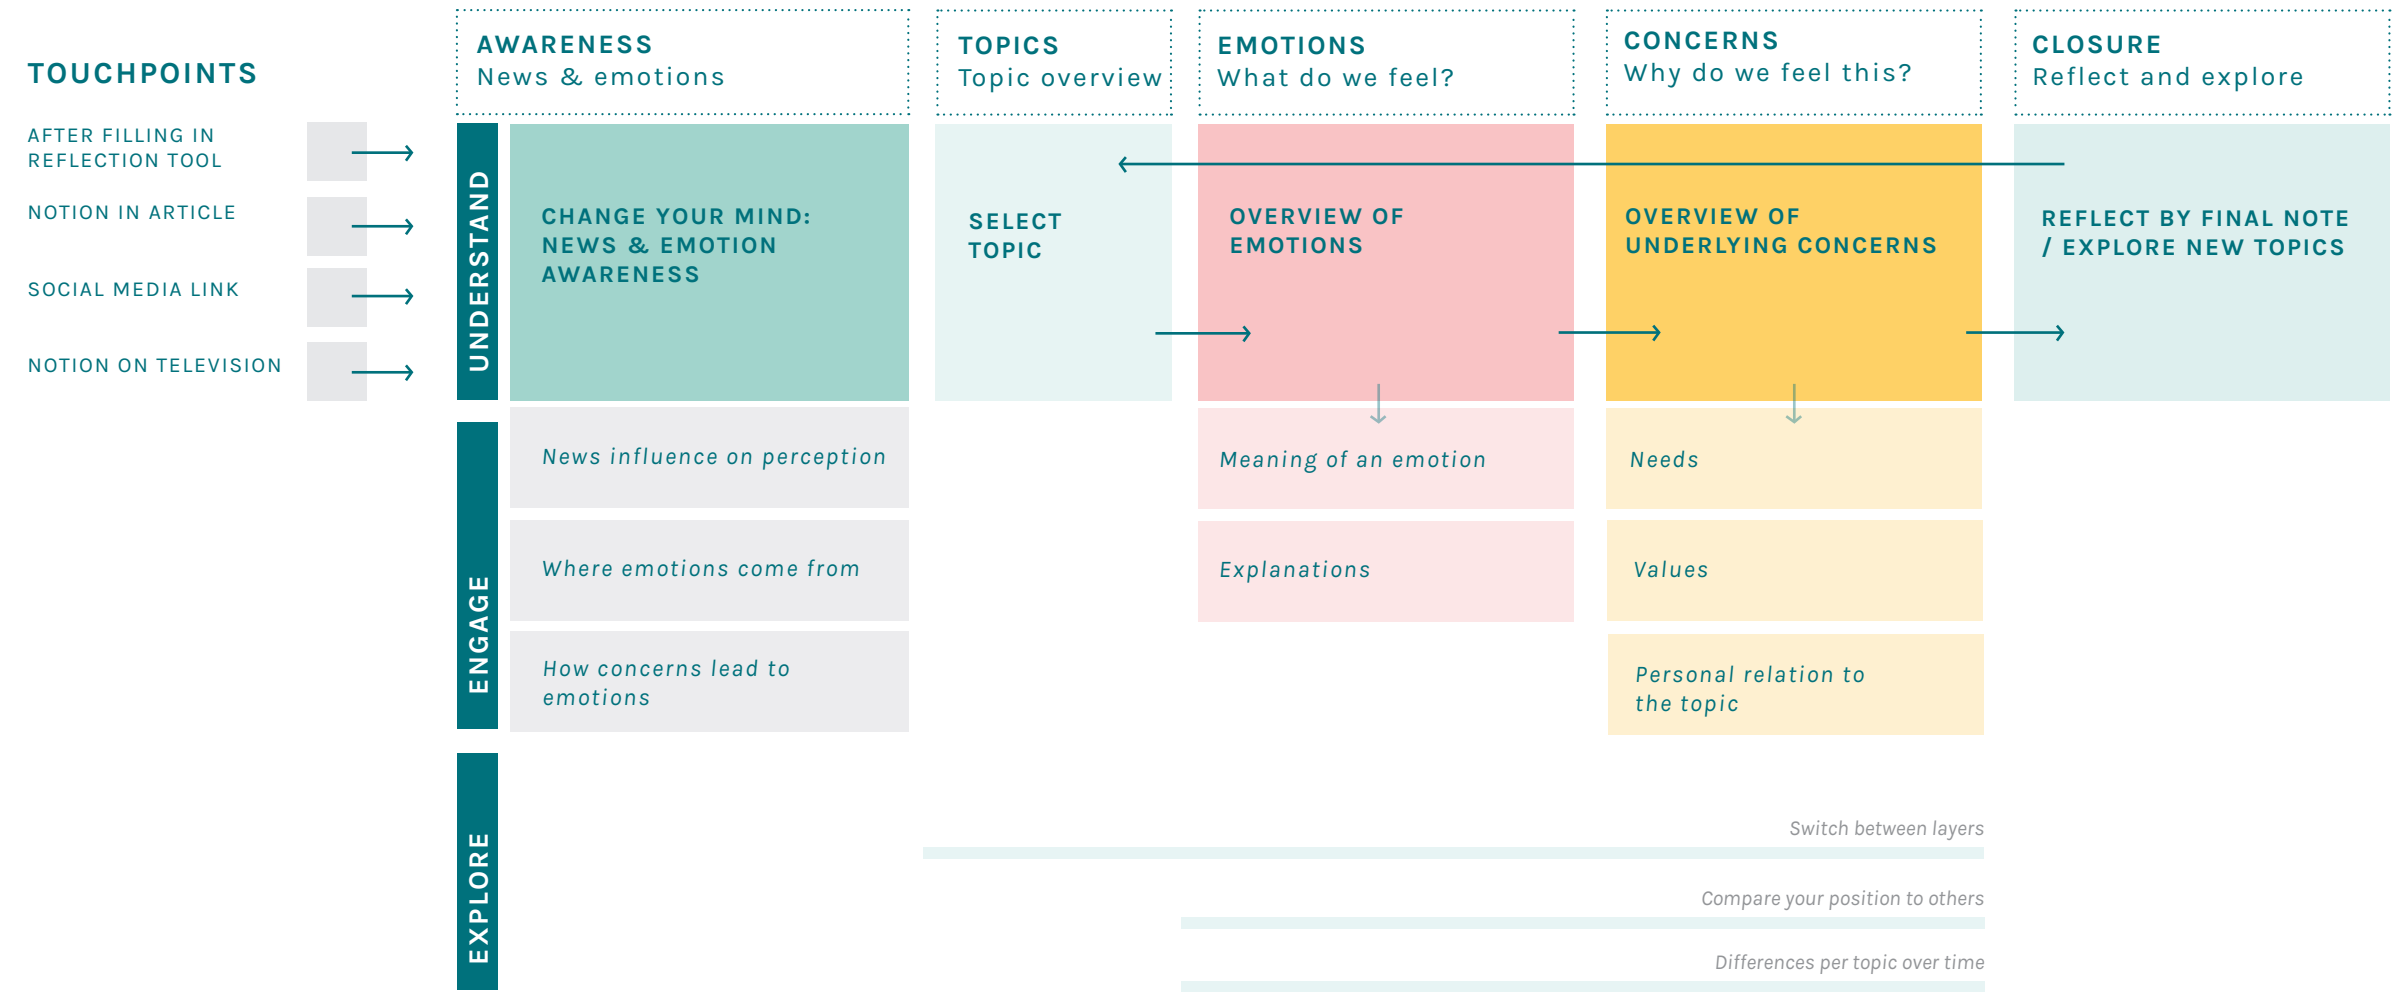 TOUCHPOINTS
AFTER FILLING IN
REFLECTION TOOL
NOTION IN ARTICLE
SOCIAL MEDIA LINK
NOTION ON TELEVISION
AWARENESS
News & emotions
TOPICS
Topic overview
EMOTIONS
What do we feel?
CONCERNS
Why do we feel this?
CLOSURE
Reflect and explore
UNDERSTAND
CHANGE YOUR MIND:
NEWS & EMOTION
AWARENESS
SELECT
TOPIC
OVERVIEW OF
EMOTIONS
OVERVIEW OF
UNDERLYING CONCERNS
REFLECT BY FINAL NOTE
/ EXPLORE NEW TOPICS
ENGAGE
News influence on perception
Where emotions come from
How concerns lead to
emotions
Meaning of an emotion
Explanations
Needs
Values
Personal relation to
the topic
EXPLORE
Switch between layers
Compare your position to others
Differences per topic over time